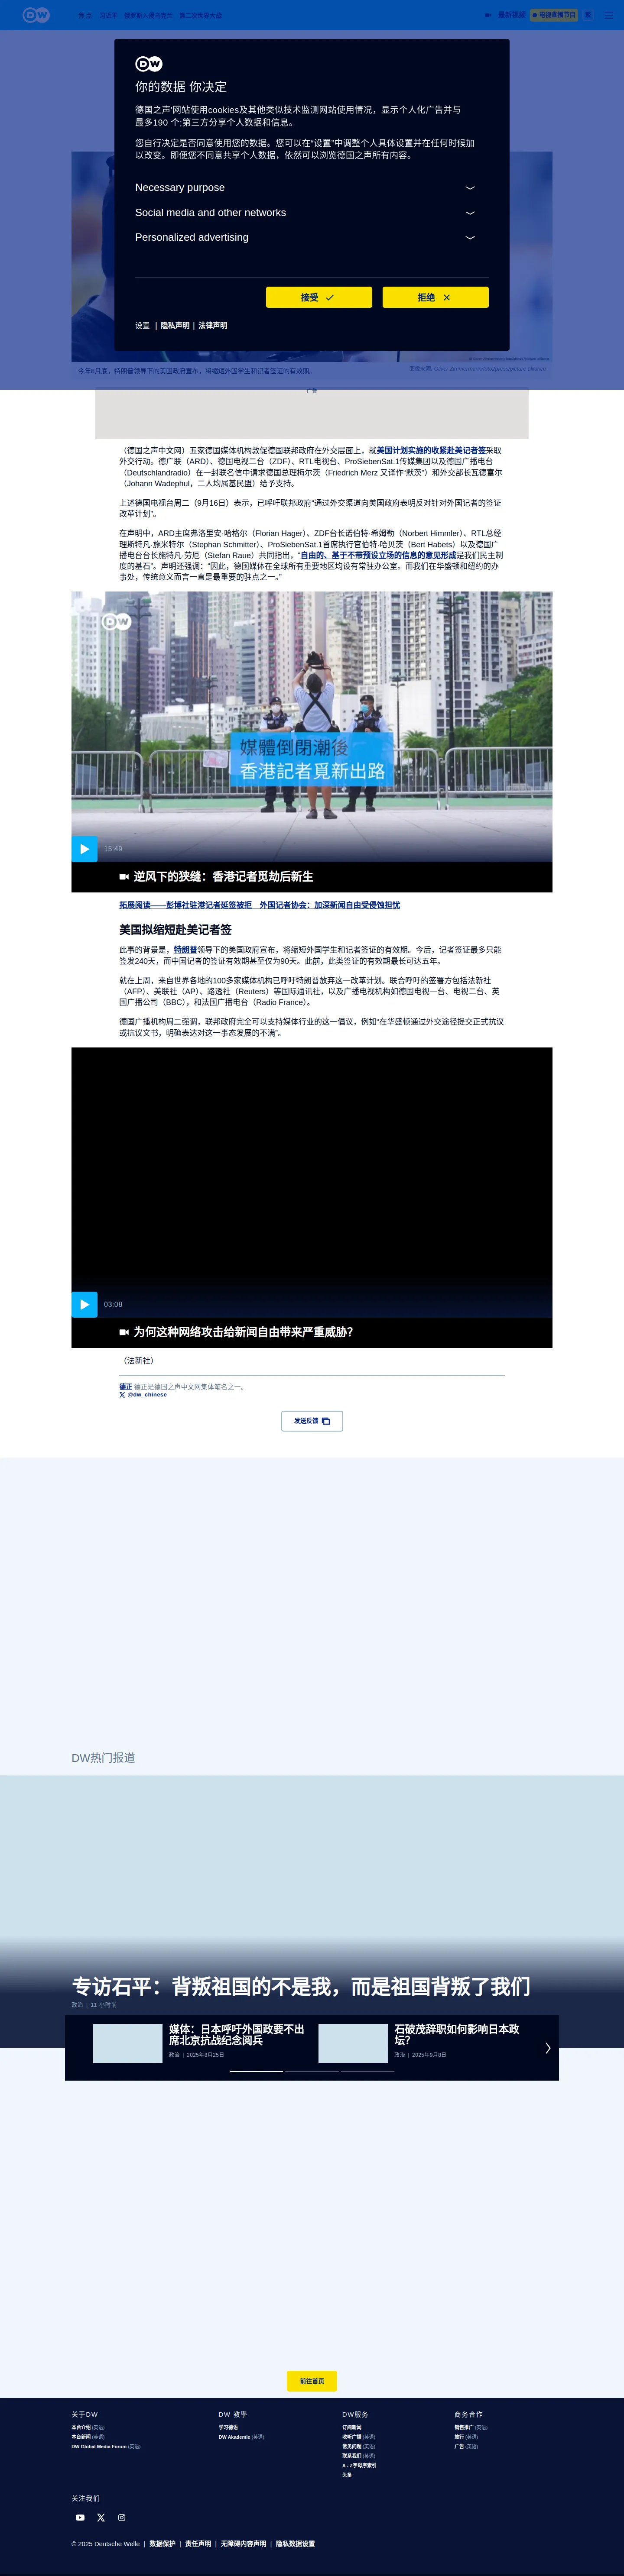 DW
焦点 习近平 俄罗斯入侵乌克兰 第二次世界大战
最新视频
电视直播节目
繁
DW
你的数据 你决定
德国之声'网站使用cookies及其他类似技术监测网站使用情况，显示个人化广告并与
最多190 个;第三方分享个人数据和信息。
您自行决定是否同意使用您的数据。您可以在“设置”中调整个人具体设置并在任何时候加
以改变。即便您不同意共享个人数据，依然可以浏览德国之声所有内容。
Necessary purpose
Social media and other networks
Personalized advertising
接受
拒绝
设置 | 隐私声明 | 法律声明
今年8月底，特朗普领导下的美国政府宣布，将缩短外国学生和记者签证的有效期。
广告
（德国之声中文网）五家德国媒体机构敦促德国联邦政府在外交层面上，就美国计划实施的收紧赴美记者签采取
外交行动。德广联（ARD）、德国电视二台（ZDF）、RTL电视台、ProSiebenSat.1传媒集团以及德国广播电台
（Deutschlandradio）在一封联名信中请求德国总理梅尔茨（Friedrich Merz 又译作“默茨”）和外交部长瓦德富尔
（Johann Wadephul，二人均属基民盟）给予支持。
上述德国电视台周二（9月16日）表示，已呼吁联邦政府“通过外交渠道向美国政府表明反对针对外国记者的签证
改革计划”。
在声明中，ARD主席弗洛里安·哈格尔（Florian Hager）、ZDF台长诺伯特·希姆勒（Norbert Himmler）、RTL总经
理斯特凡·施米特尔（Stephan Schmitter）、ProSiebenSat.1首席执行官伯特·哈贝茨（Bert Habets）以及德国广
播电台台长施特凡·劳厄（Stefan Raue）共同指出，“自由的、基于不带预设立场的信息的意见形成是我们民主制
度的基石”。声明还强调：“因此，德国媒体在全球所有重要地区均设有常驻办公室。而我们在华盛顿和纽约的办
事处，传统意义而言一直是最重要的驻点之一。”
DW
媒體倒閉潮後
香港記者覓新出路
15:49
逆风下的狭缝：香港记者觅劫后新生
拓展阅读——彭博社驻港记者延签被拒　外国记者协会：加深新闻自由受侵蚀担忧
美国拟缩短赴美记者签
此事的背景是，特朗普领导下的美国政府宣布，将缩短外国学生和记者签证的有效期。今后，记者签证最多只能
签发240天，而中国记者的签证有效期甚至仅为90天。此前，此类签证的有效期最长可达五年。
就在上周，来自世界各地的100多家媒体机构已呼吁特朗普放弃这一改革计划。联合呼吁的签署方包括法新社
（AFP）、美联社（AP）、路透社（Reuters）等国际通讯社，以及广播电视机构如德国电视一台、电视二台、英
国广播公司（BBC），和法国广播电台（Radio France）。
德国广播机构周二强调，联邦政府完全可以支持媒体行业的这一倡议，例如“在华盛顿通过外交途径提交正式抗议
或抗议文书，明确表达对这一事态发展的不满”。
03:08
为何这种网络攻击给新闻自由带来严重威胁？
（法新社）
德正 德正是德国之声中文网集体笔名之一。
@dw_chinese
发送反馈
DW热门报道
专访石平：背叛祖国的不是我，而是祖国背叛了我们
政治 | 11 小时前
媒体：日本呼吁外国政要不出
席北京抗战纪念阅兵
政治 | 2025年8月25日
石破茂辞职如何影响日本政
坛？
政治 | 2025年9月8日
前往首页
关于DW
本台介绍 (英语)
本台新闻 (英语)
DW Global Media Forum (英语)
DW 教學
学习德语
DW Akademie (英语)
DW服务
订阅新闻
收听广播 (英语)
常见问题 (英语)
联系我们 (英语)
A - Z字母序索引
头条
商务合作
销售推广 (英语)
旅行 (英语)
广告 (英语)
关注我们
© 2025 Deutsche Welle | 数据保护 | 责任声明 | 无障碍内容声明 | 隐私数据设置